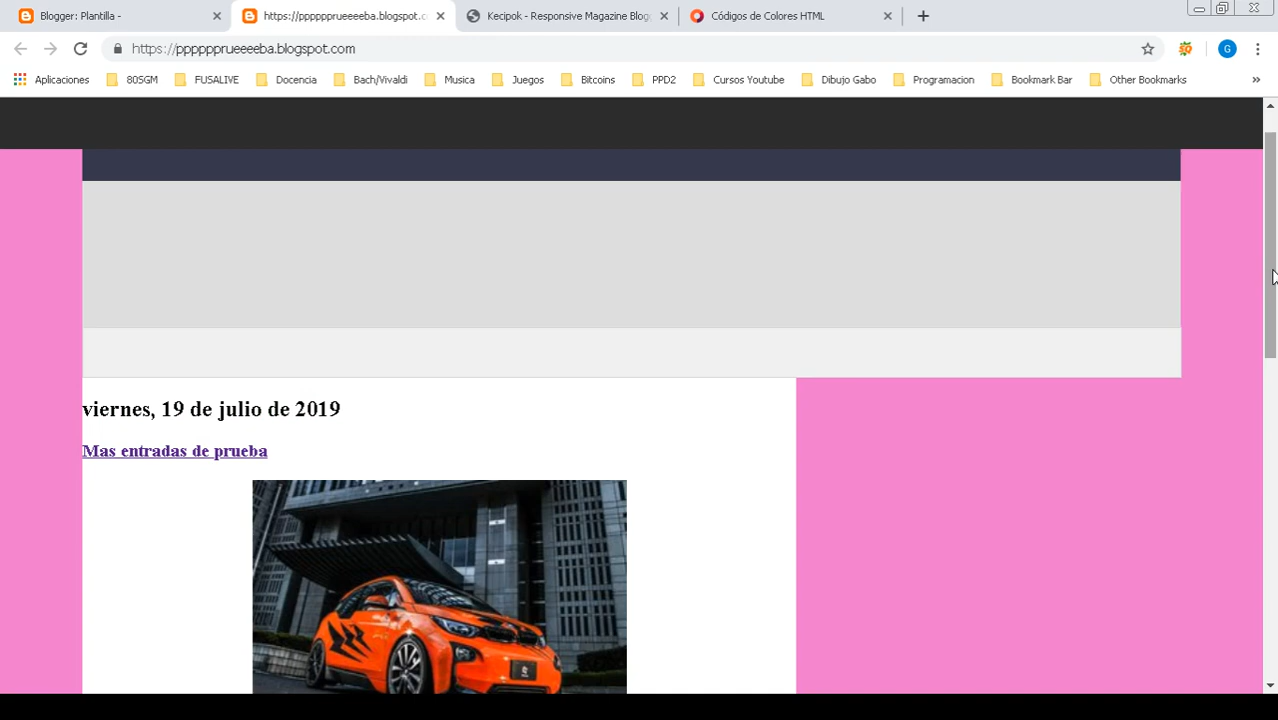 Blogger: Plantilla -
https://ppppppprueeeeba.blogspot.c
Kecipok - Responsive Magazine Blog
Códigos de Colores HTML
https://ppppppprueeeeba.blogspot.com
G
Aplicaciones
80SGM
FUSALIVE
Docencia
Bach/Vivaldi
Musica
Juegos
Bitcoins
PPD2
Cursos Youtube
Dibujo Gabo
Programacion
Bookmark Bar
Other Bookmarks
»
viernes, 19 de julio de 2019
Mas entradas de prueba